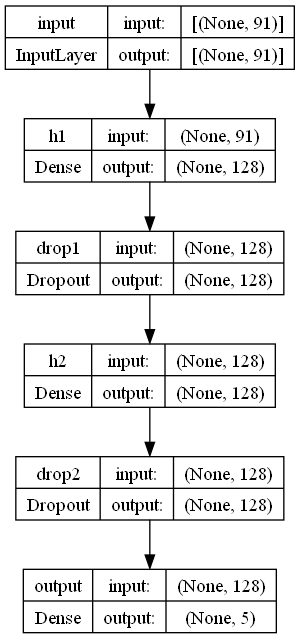 input input: [(None, 91)]
InputLayer output: [(None, 91)]
h1 input: (None, 91)
Dense output: (None, 128)
drop1 input: (None, 128)
Dropout output: (None, 128)
h2 input: (None, 128)
Dense output: (None, 128)
drop2 input: (None, 128)
Dropout output: (None, 128)
output input: (None, 128)
Dense output: (None, 5)